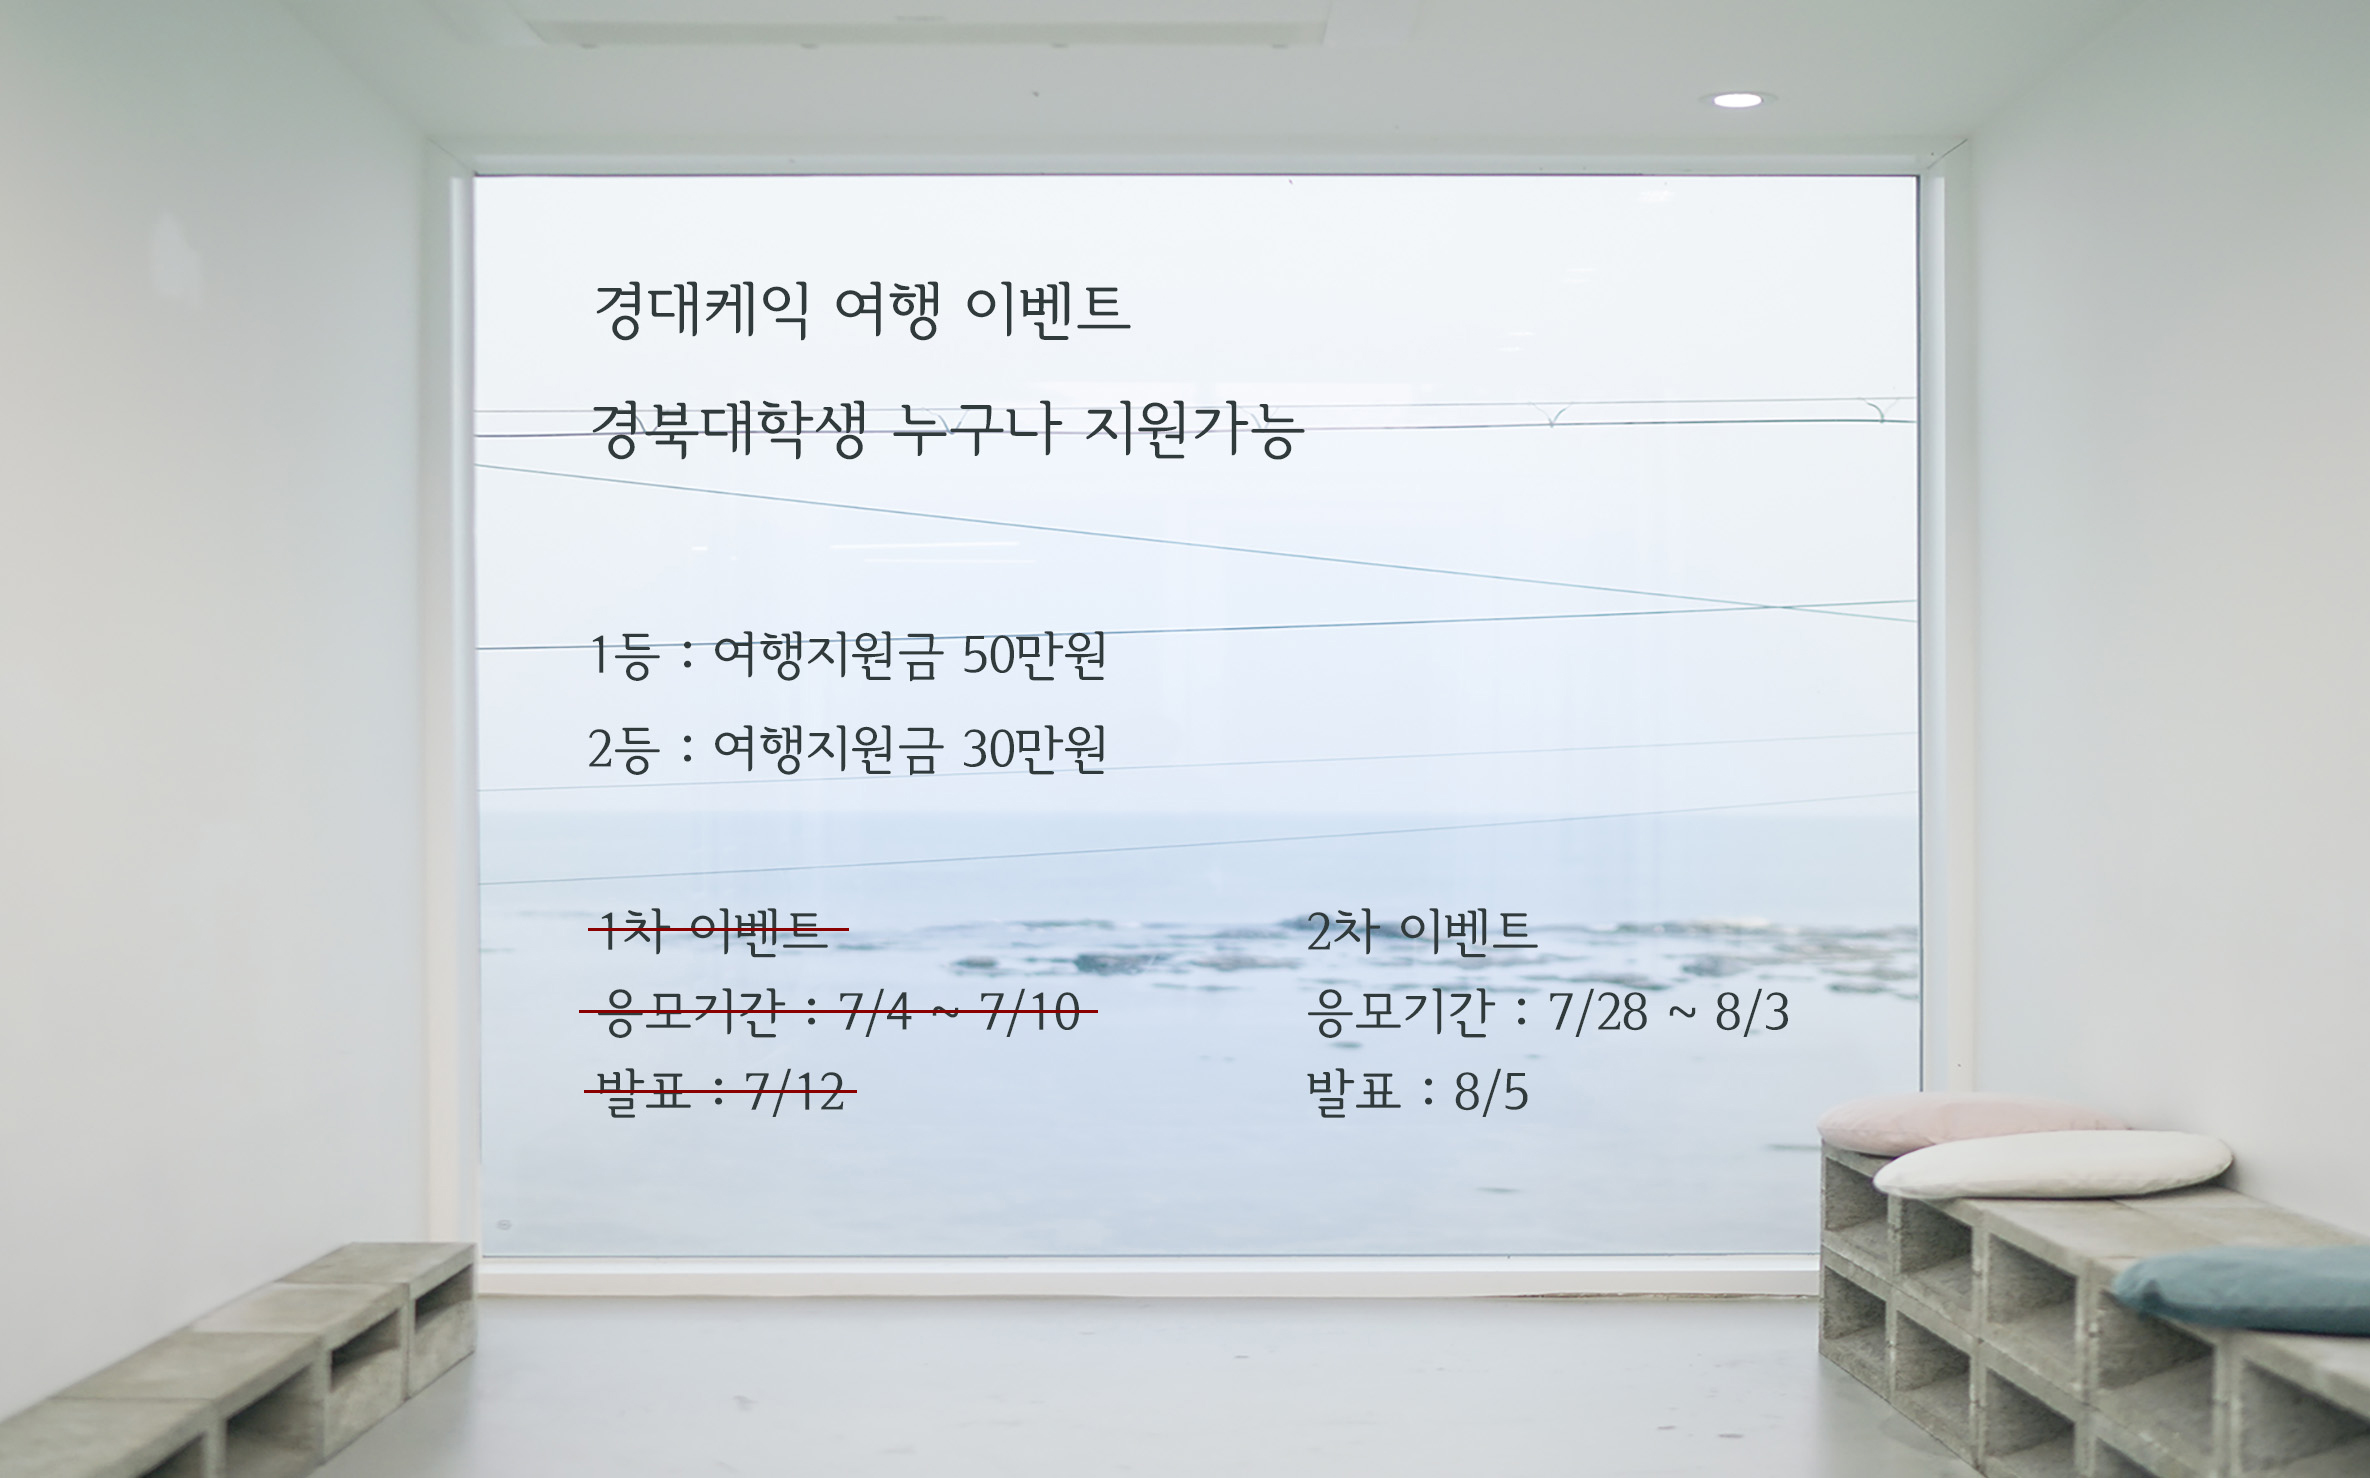 경대케익 여행 이벤트
경북대학생 누구나 지원가능
1등 : 여행지원금 50만원
2등 : 여행지원금 30만원
1차 이벤트
응모기간 : 7/4 ~ 7/10
발표 : 7/12
2차 이벤트
응모기간 : 7/28 ~ 8/3
발표 : 8/5